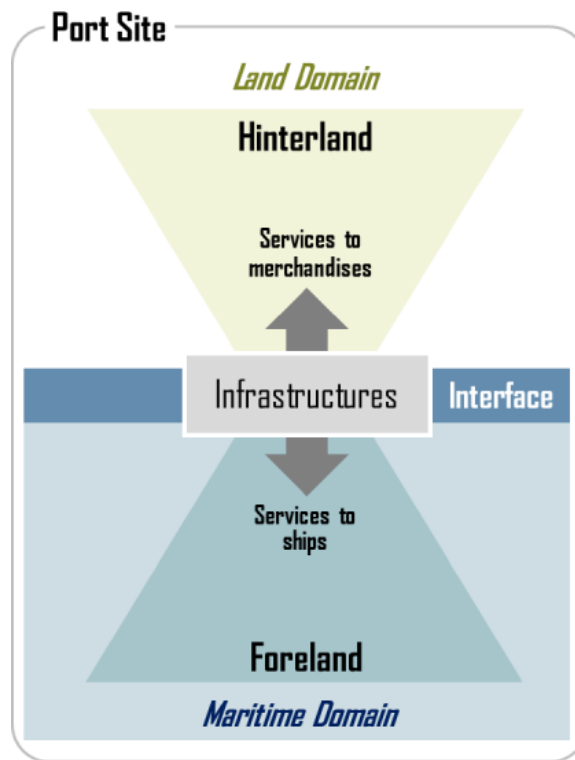 Port Site
Land Domain
Hinterland
Services to
merchandises
Infrastructures
Interface
Services to
ships
Foreland
Maritime Domain